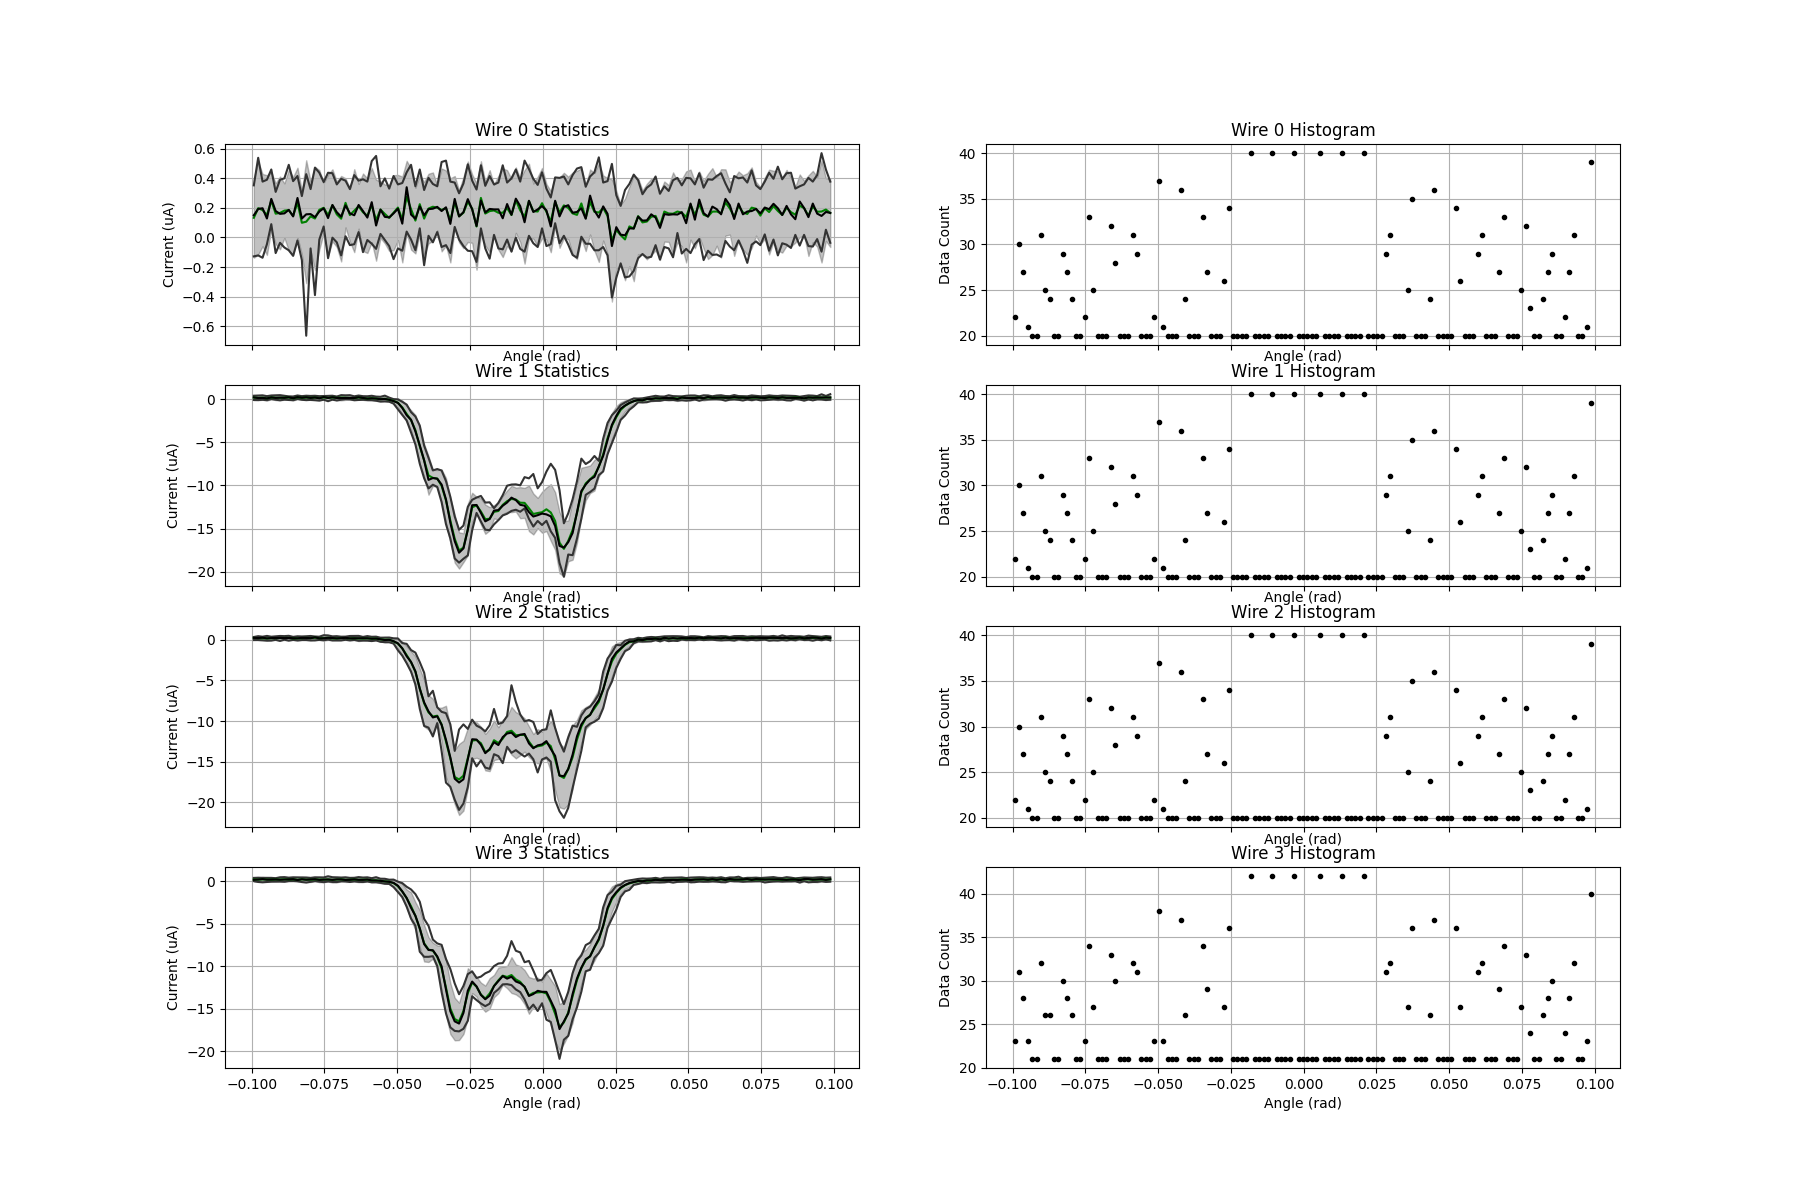 Wire 0 Statistics
Current (uA)
0.6
0.4
0.2
0.0
−0.2
−0.4
−0.6
Angle (rad)
Wire 0 Histogram
Data Count
40
35
30
25
20
Angle (rad)
Wire 1 Statistics
Current (uA)
0
−5
−10
−15
−20
Angle (rad)
Wire 1 Histogram
Data Count
40
35
30
25
20
Angle (rad)
Wire 2 Statistics
Current (uA)
0
−5
−10
−15
−20
Angle (rad)
Wire 2 Histogram
Data Count
40
35
30
25
20
Angle (rad)
Wire 3 Statistics
Current (uA)
0
−5
−10
−15
−20
−0.100 −0.075 −0.050 −0.025 0.000 0.025 0.050 0.075 0.100
Angle (rad)
Wire 3 Histogram
Data Count
40
35
30
25
20
−0.100 −0.075 −0.050 −0.025 0.000 0.025 0.050 0.075 0.100
Angle (rad)